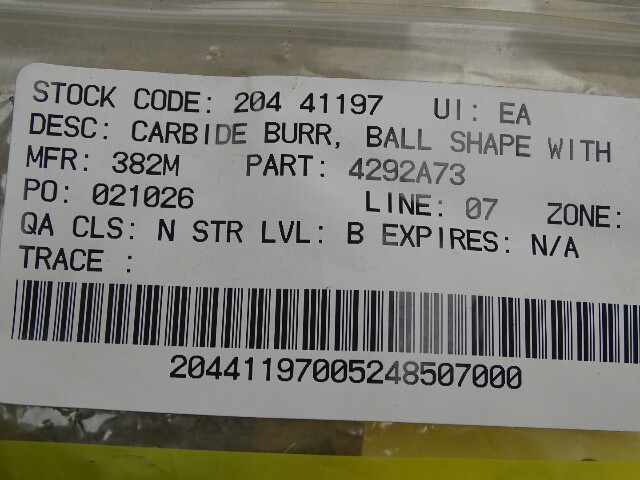 STOCK CODE: 204 41197 UI: EA
DESC: CARBIDE BURR, BALL SHAPE WITH
MFR: 382M PART: 4292A73
PO: 021026 LINE: 07 ZONE:
QA CLS: N STR LVL: B EXPIRES: N/A
TRACE :
20441197005248507000